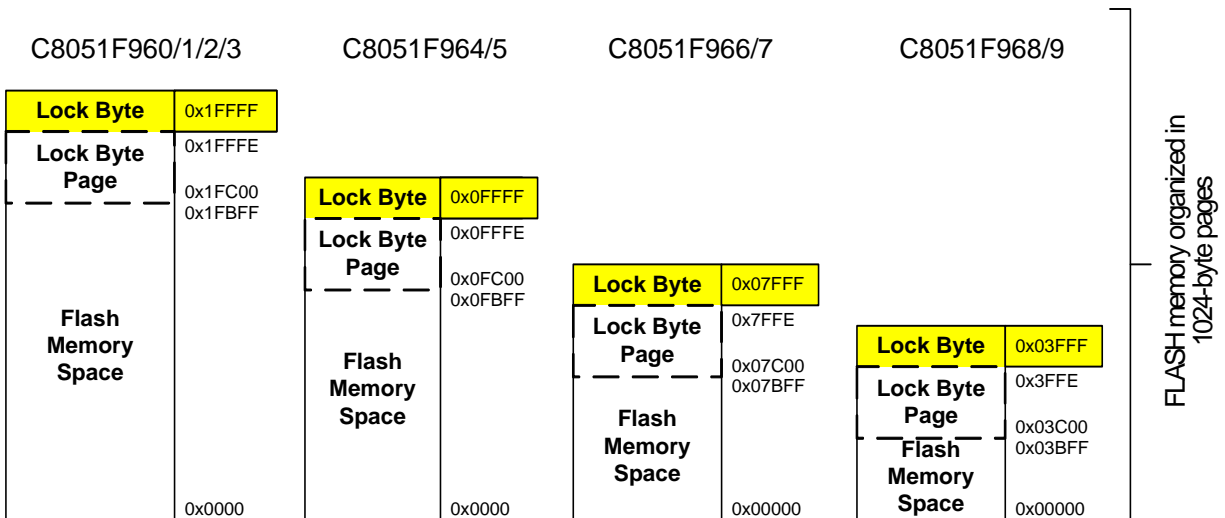 C8051F960/1/2/3
C8051F964/5
C8051F966/7
C8051F968/9
Lock Byte
0x1FFFF
Lock Byte
Page
0x1FFFE
0x1FC00
0x1FBFF
Flash
Memory
Space
0x0000
Lock Byte
0x0FFFF
Lock Byte
Page
0x0FFFE
0x0FC00
0x0FBFF
Flash
Memory
Space
0x0000
Lock Byte
0x07FFF
Lock Byte
Page
0x7FFE
0x07C00
0x07BFF
Flash
Memory
Space
0x00000
Lock Byte
0x03FFF
Lock Byte
Page
0x3FFE
0x03C00
0x03BFF
Flash
Memory
Space
0x00000
FLASH memory organized in
1024-byte pages